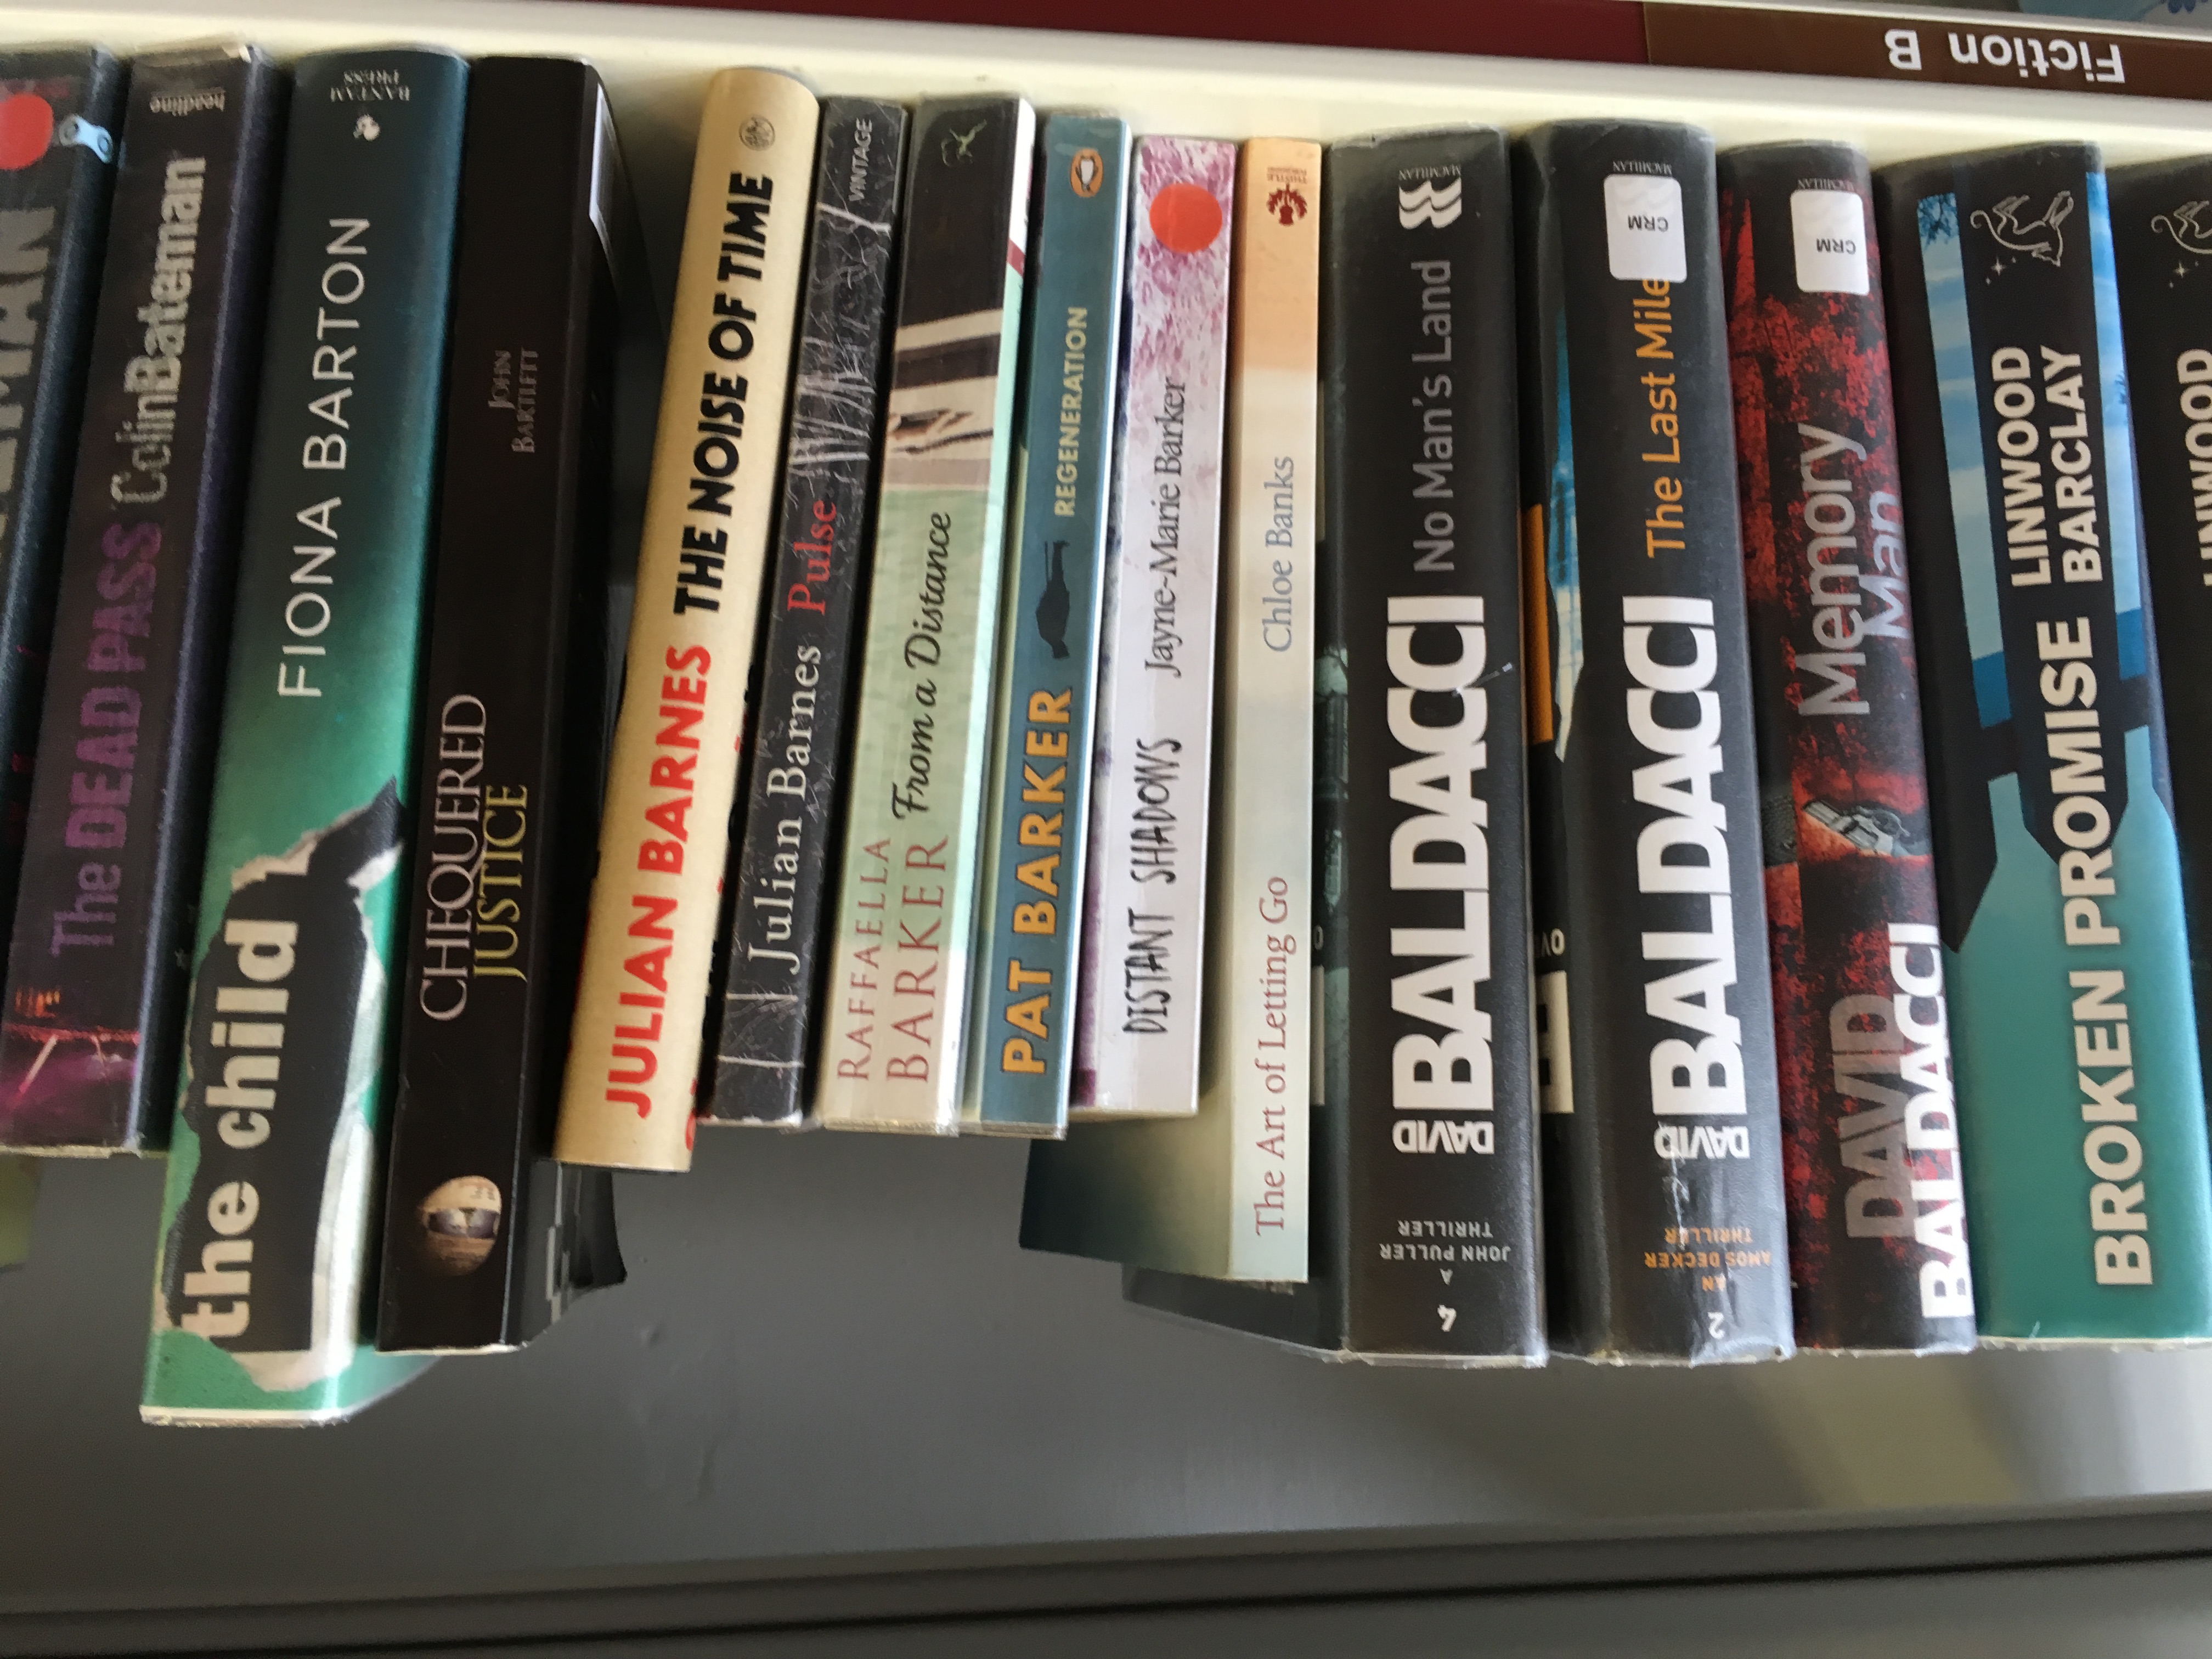 LINWOOD
BROKEN PROMISE
LINWOOD
BARCLAY
DAVID
BALDACCI
Memory
Man
CRM
MACMILLAN
2
AN
AMOS DECKER
THRILLER
DAVID
BALDACCI
The Last Mile
CRM
MACMILLAN
4
A
JOHN PULLER
THRILLER
DAVID
BALDACCI
No Man's Land
MACMILLAN
The Art of Letting Go
Chloe Banks
THISTLE
PUBLISHING
DISTANT SHADOWS Jayne-Marie Barker
PAT BARKER
REGENERATION
RAFFAELLA
BARKER
From a Distance
Julian Barnes Pulse
VINTAGE
JULIAN BARNES THE NOISE OF TIME
CHEQUERED
JUSTICE
JOHN
BARTLETT
the child
FIONA BARTON
BANTAM
PRESS
The DEAD PASS ColinBateman
headline
Fiction B